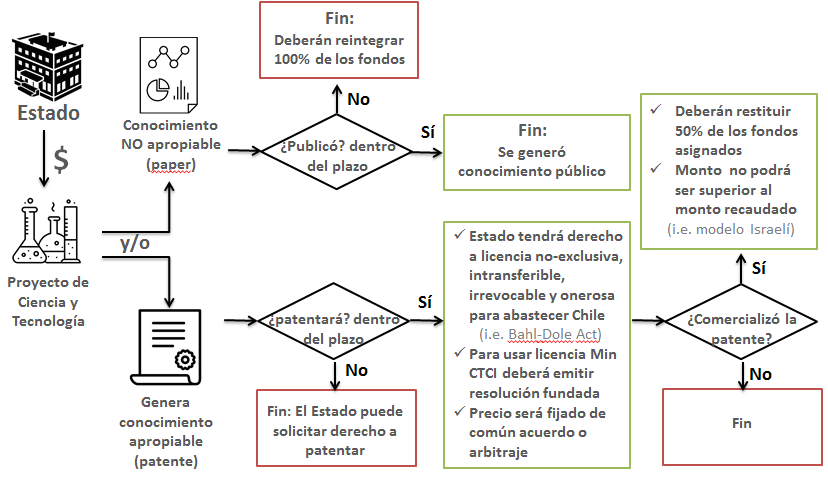 Estado
$
Proyecto de
Ciencia y
Tecnología
y/o
Conocimiento
NO apropiable
(paper)
¿Publicó? dentro
del plazo
No
Fin:
Deberán reintegrar
100% de los fondos
Sí
Fin:
Se generó
conocimiento público
Genera
conocimiento
apropiable
(patente)
¿patentará? dentro
del plazo
No
Fin: El Estado puede
solicitar derecho a
patentar
Sí
✓ Estado tendrá derecho
a licencia no-exclusiva,
intransferible,
irrevocable y onerosa
para abastecer Chile
(i.e. Bahl-Dole Act)
✓ Para usar licencia Min
CTCI deberá emitir
resolución fundada
✓ Precio será fijado de
común acuerdo o
arbitraje
¿Comercializó la
patente?
Sí
✓ Deberán restituir
50% de los fondos
asignados
✓ Monto no podrá
ser superior al
monto recaudado
(i.e. modelo Israelí)
No
Fin